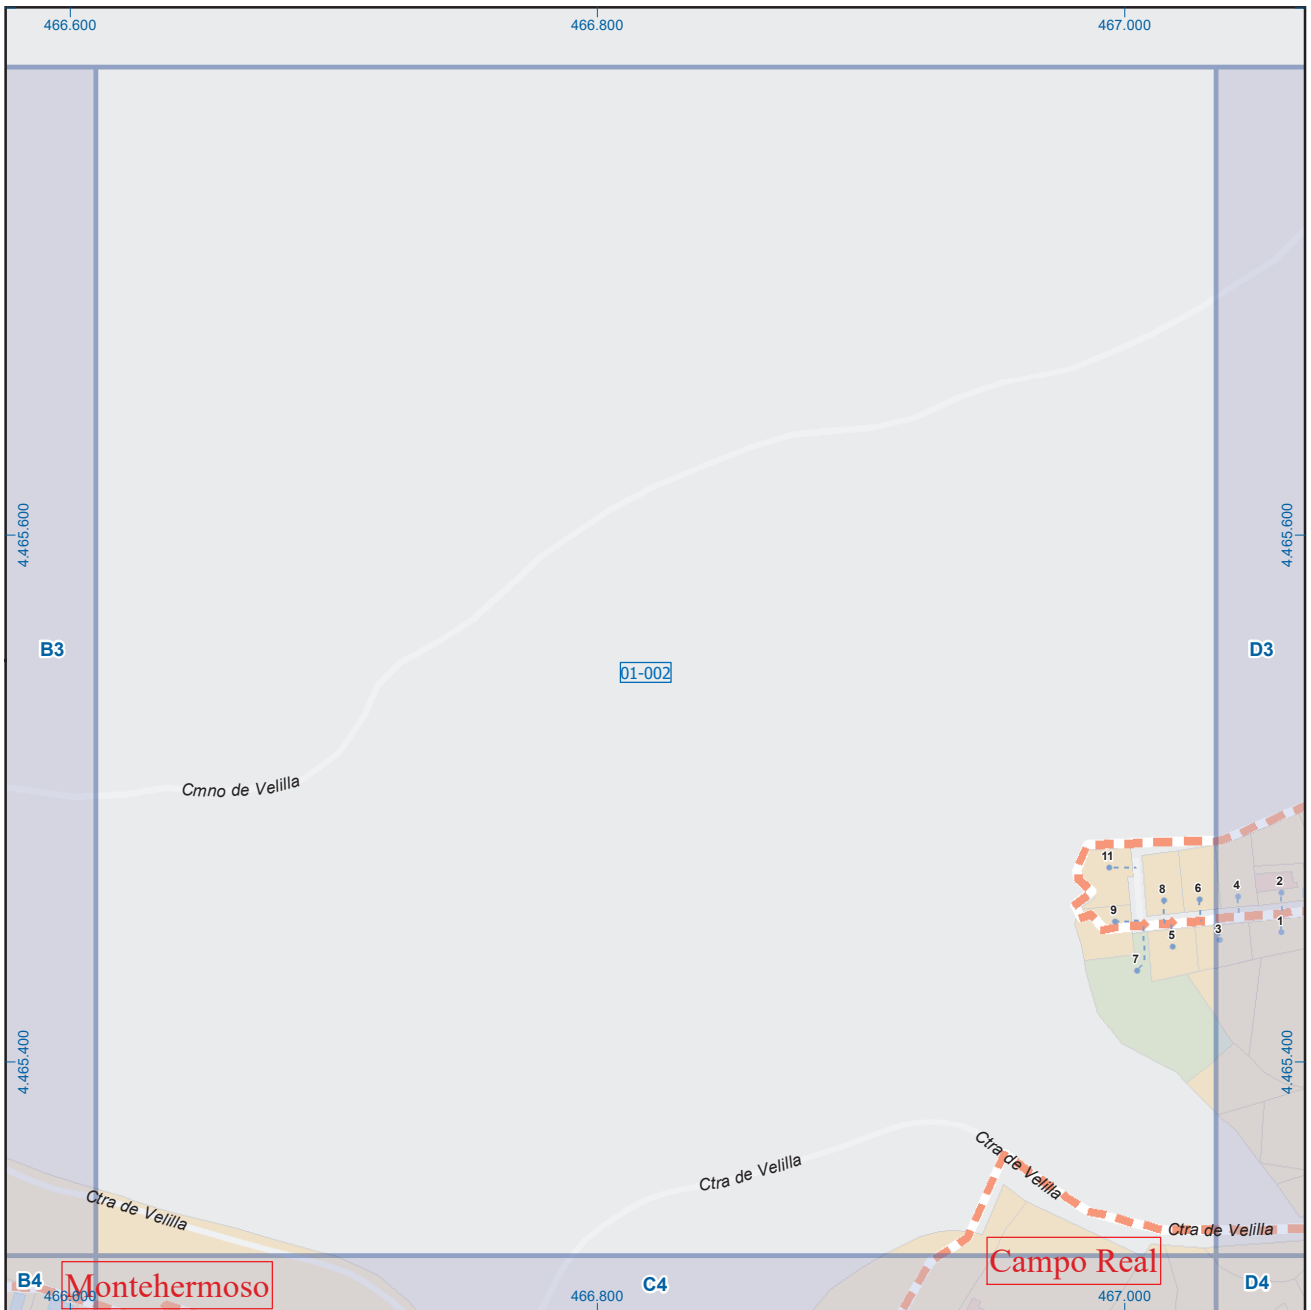 466.600 466.800 467.000
4.465.600 4.465.600
B3 D3
01-002
Cmno de Velilla
11
8 6 4 2
9
5 3 1
7
4.465.400 4.465.400
Ctra de Velilla
Ctra de Velilla
Ctra de Velilla
Ctra de Velilla
Campo Real
B4 Montehermoso C4 D4
466.600 466.800 467.000